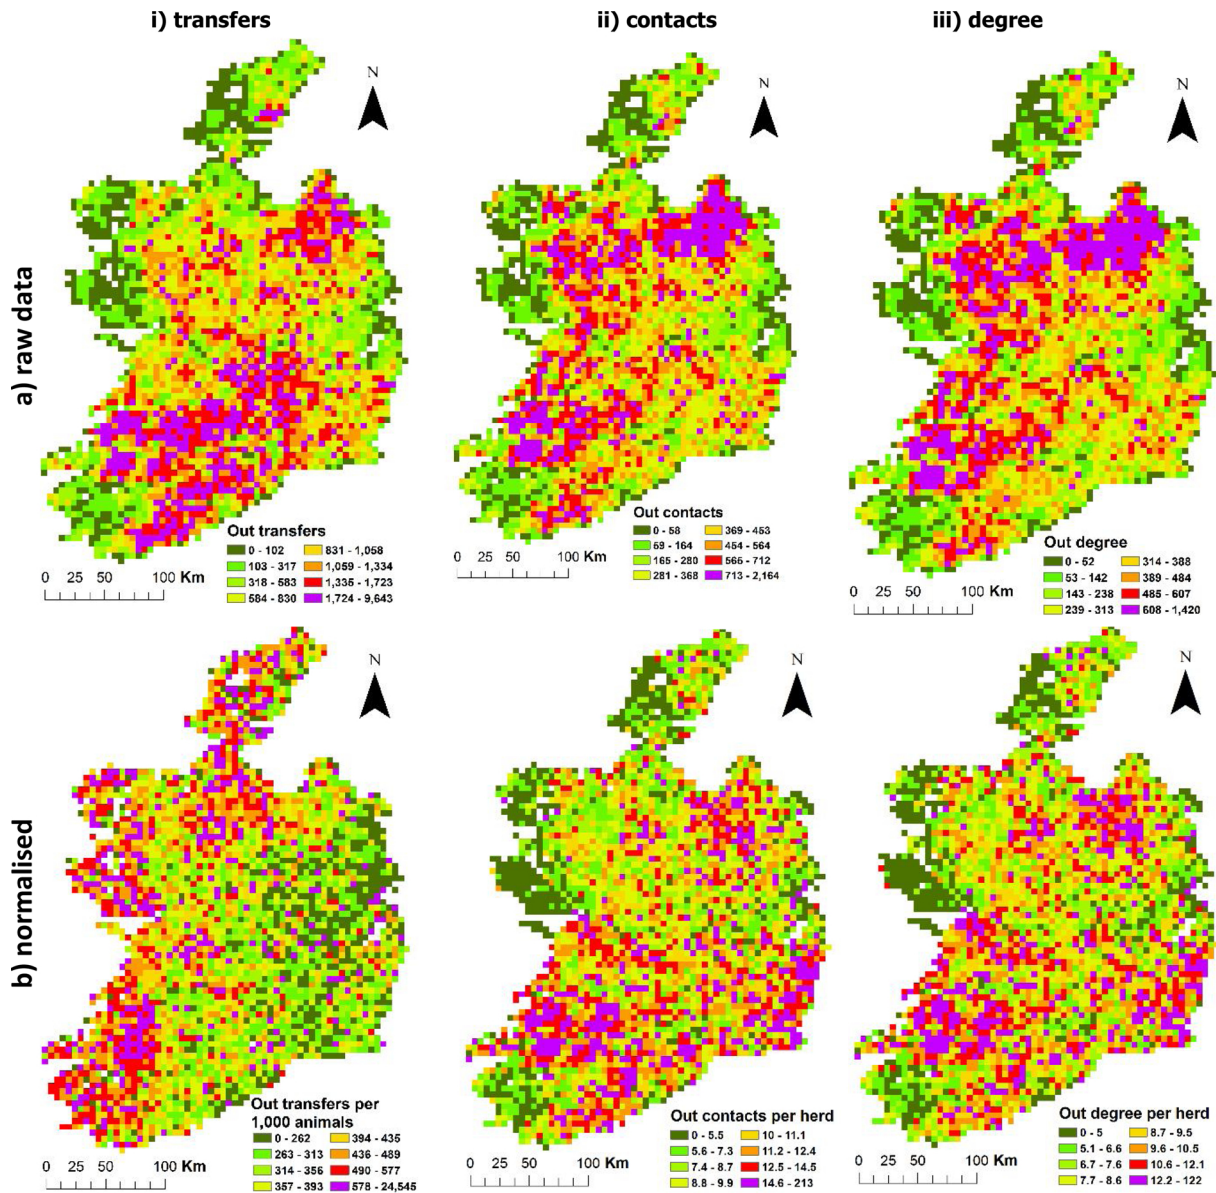 i) transfers
ii) contacts
iii) degree
a) raw data
N
N
N
Out transfers
0 - 102
831 - 1,058
103 - 317
1,059 - 1,334
318 - 583
1,335 - 1,723
584 - 830
1,724 - 9,643
0 25 50 100 Km
Out contacts
0 - 58
369 - 453
59 - 164
454 - 564
165 - 280
566 - 712
281 - 368
713 - 2,164
0 25 50 100 Km
Out degree
0 - 52
314 - 388
53 - 142
389 - 484
143 - 238
485 - 607
239 - 313
608 - 1,420
0 25 50 100 Km
b) normalised
N
N
N
Out transfers per
1,000 animals
0 - 262
394 - 435
263 - 313
436 - 489
314 - 356
490 - 577
357 - 393
578 - 24,545
0 25 50 100 Km
Out contacts per herd
0 - 5.5
10 - 11.1
5.6 - 7.3
11.2 - 12.4
7.4 - 8.7
12.5 - 14.5
8.8 - 9.9
14.6 - 213
0 25 50 100 Km
Out degree per herd
0 - 5
8.7 - 9.5
5.1 - 6.6
9.6 - 10.5
6.7 - 7.6
10.6 - 12.1
7.7 - 8.6
12.2 - 122
0 25 50 100 Km